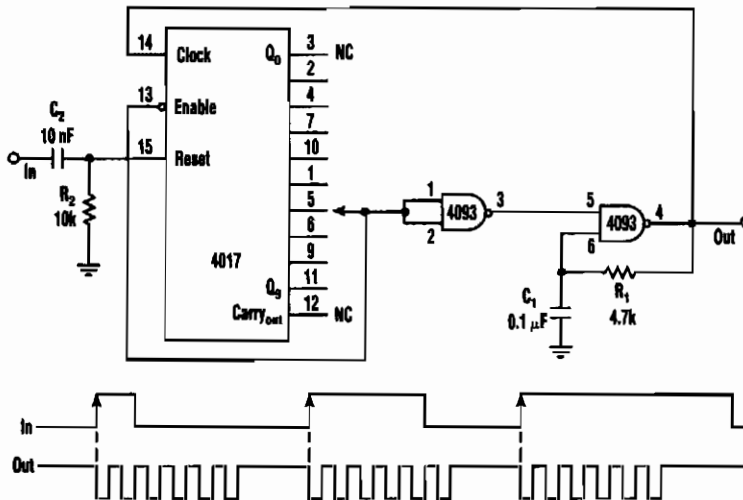 14 Clock Q0 3 NC
2
13 Enable 4
7
C2
10 nF
10
In
15 Reset
1
R2
10k
5
6
4017
9
Q9 11
Carryout 12 NC
1
2
4093
3
5
6
4093
4
Out
C1
0.1 μF
R1
4.7k
In
Out